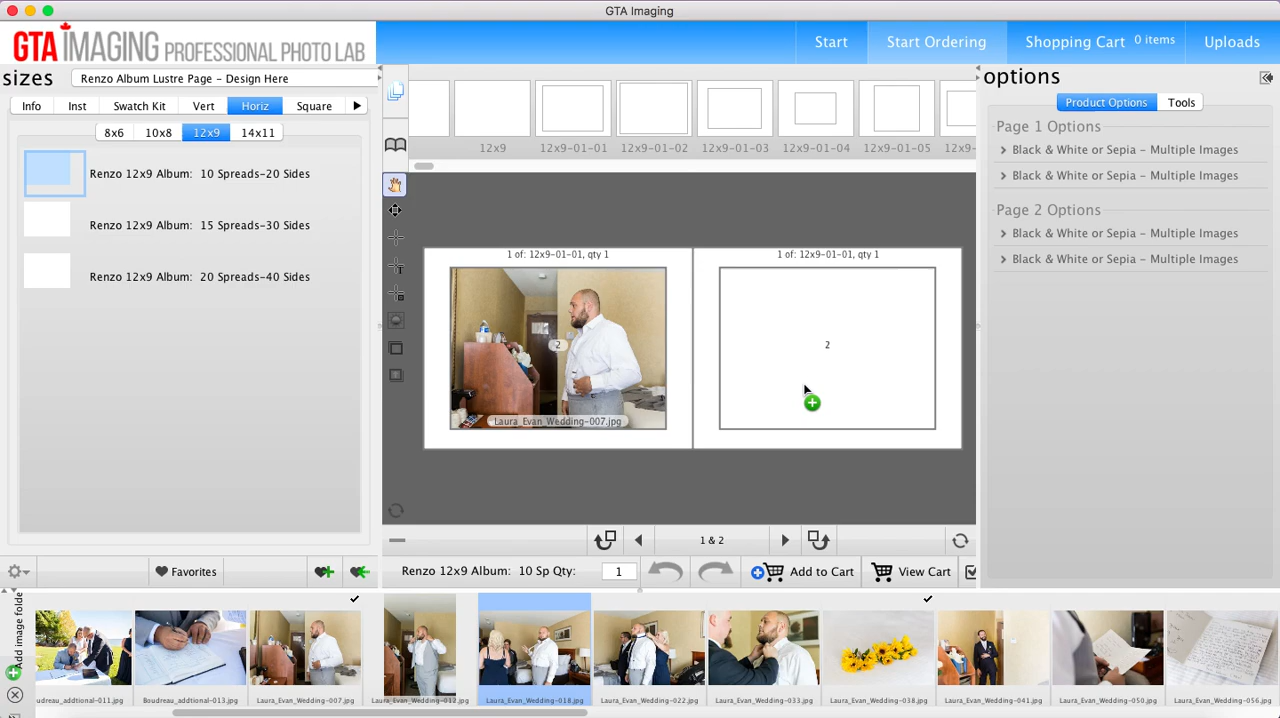 GTA Imaging
GTA IMAGING PROFESSIONAL PHOTO LAB
Start
Start Ordering
Shopping Cart 0 items
Uploads
sizes
Renzo Album Lustre Page - Design Here
Info
Inst
Swatch Kit
Vert
Horiz
Square
8x6
10x8
12x9
14x11
Renzo 12x9 Album: 10 Spreads-20 Sides
Renzo 12x9 Album: 15 Spreads-30 Sides
Renzo 12x9 Album: 20 Spreads-40 Sides
Favorites
12x9
12x9-01-01
12x9-01-02
12x9-01-03
12x9-01-04
12x9-01-05
12x9-
1 of: 12x9-01-01, qty 1
2
Laura_Evan_Wedding-007.jpg
1 of: 12x9-01-01, qty 1
2
1 & 2
Renzo 12x9 Album: 10 Sp Qty: 1
Add to Cart
View Cart
options
Product Options
Tools
Page 1 Options
Black & White or Sepia - Multiple Images
Black & White or Sepia - Multiple Images
Page 2 Options
Black & White or Sepia - Multiple Images
Black & White or Sepia - Multiple Images
Add image folde
oudreau_addtional-011.jpg
Boudreau_addtional-013.jpg
Laura_Evan_Wedding-007.jpg
Laura_Evan_Wedding-012.jpg
Laura_Evan_Wedding-018.jpg
Laura_Evan_Wedding-022.jpg
Laura_Evan_Wedding-033.jpg
Laura_Evan_Wedding-038.jpg
Laura_Evan_Wedding-041.jpg
Laura_Evan_Wedding-050.jpg
Laura_Evan_Wedding-056.jpg